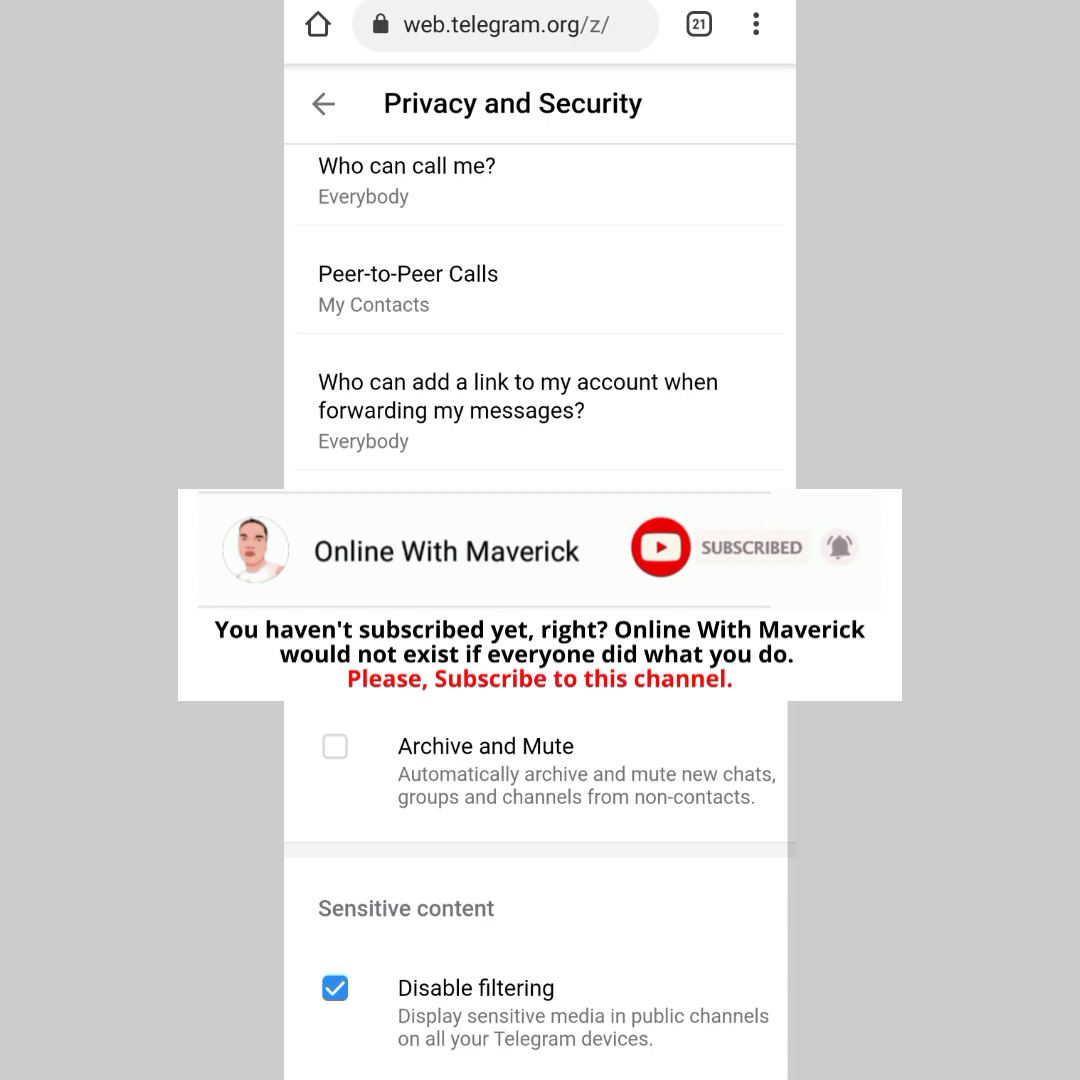 web.telegram.org/z/
21
Privacy and Security
Who can call me?
Everybody
Peer-to-Peer Calls
My Contacts
Who can add a link to my account when
forwarding my messages?
Everybody
Online With Maverick
SUBSCRIBED
You haven't subscribed yet, right? Online With Maverick
would not exist if everyone did what you do.
Please, Subscribe to this channel.
Archive and Mute
Automatically archive and mute new chats,
groups and channels from non-contacts.
Sensitive content
Disable filtering
Display sensitive media in public channels
on all your Telegram devices.